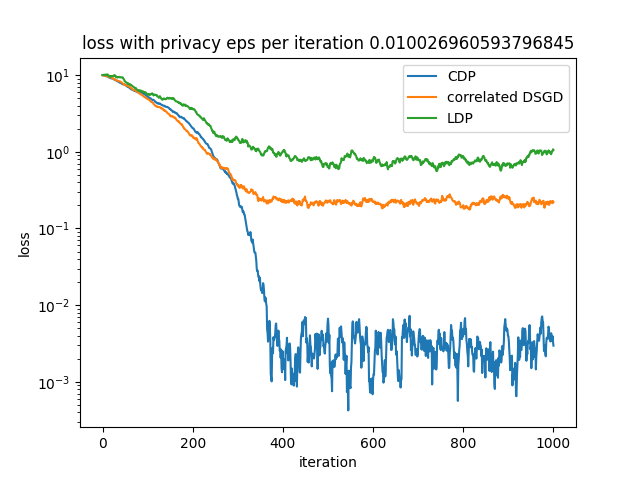 loss with privacy eps per iteration 0.010026960593796845
CDP
correlated DSGD
LDP
10^1
10^0
10^-1
10^-2
10^-3
loss
0 200 400 600 800 1000
iteration